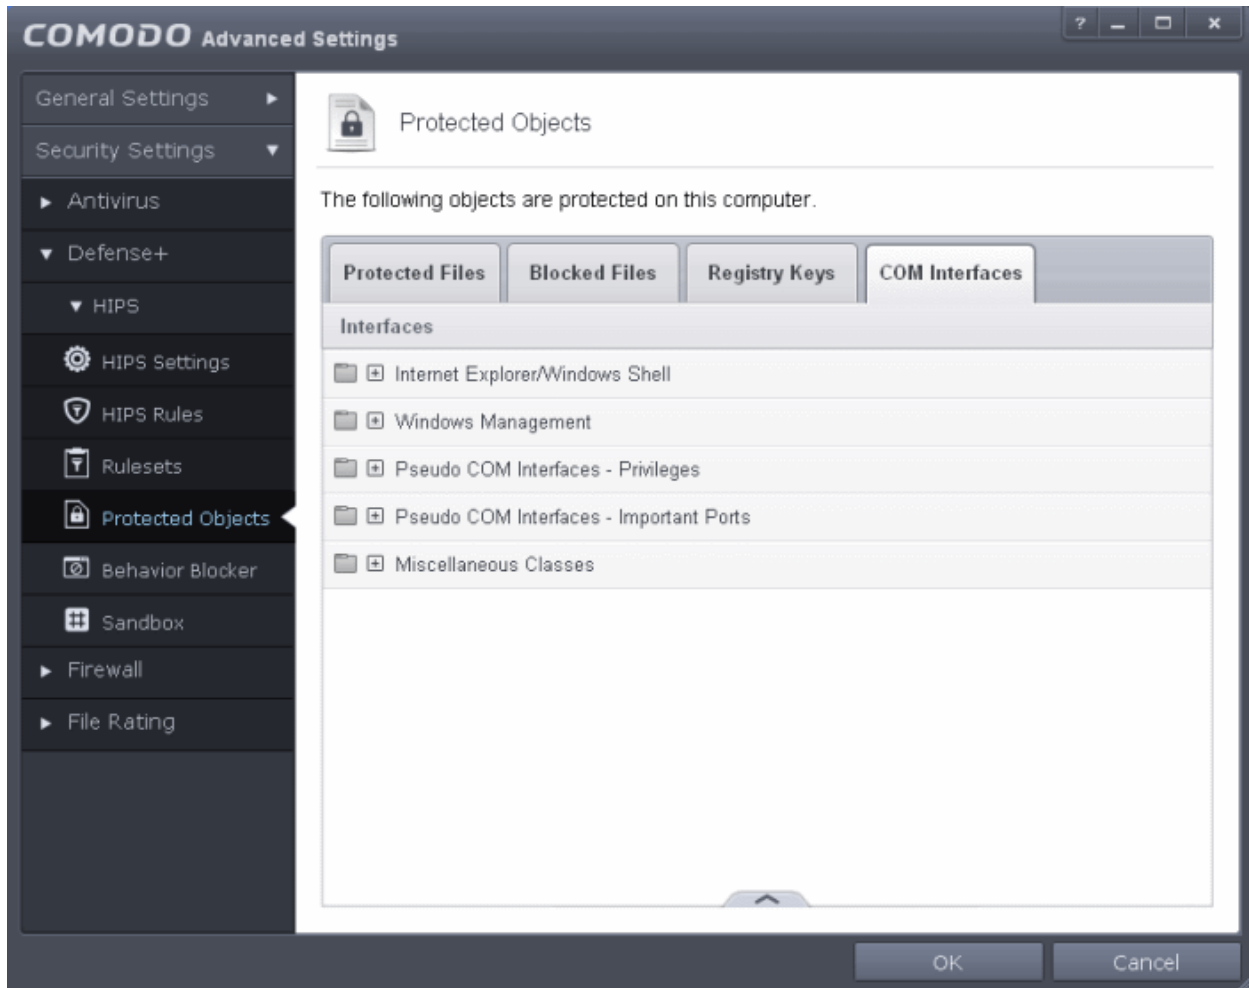 COMODO Advanced Settings
?
General Settings
Security Settings
Antivirus
Defense+
HIPS
HIPS Settings
HIPS Rules
Rulesets
Protected Objects
Behavior Blocker
Sandbox
Firewall
File Rating
Protected Objects
The following objects are protected on this computer.
Protected Files Blocked Files Registry Keys COM Interfaces
Interfaces
Internet Explorer/Windows Shell
Windows Management
Pseudo COM Interfaces - Privileges
Pseudo COM Interfaces - Important Ports
Miscellaneous Classes
OK Cancel